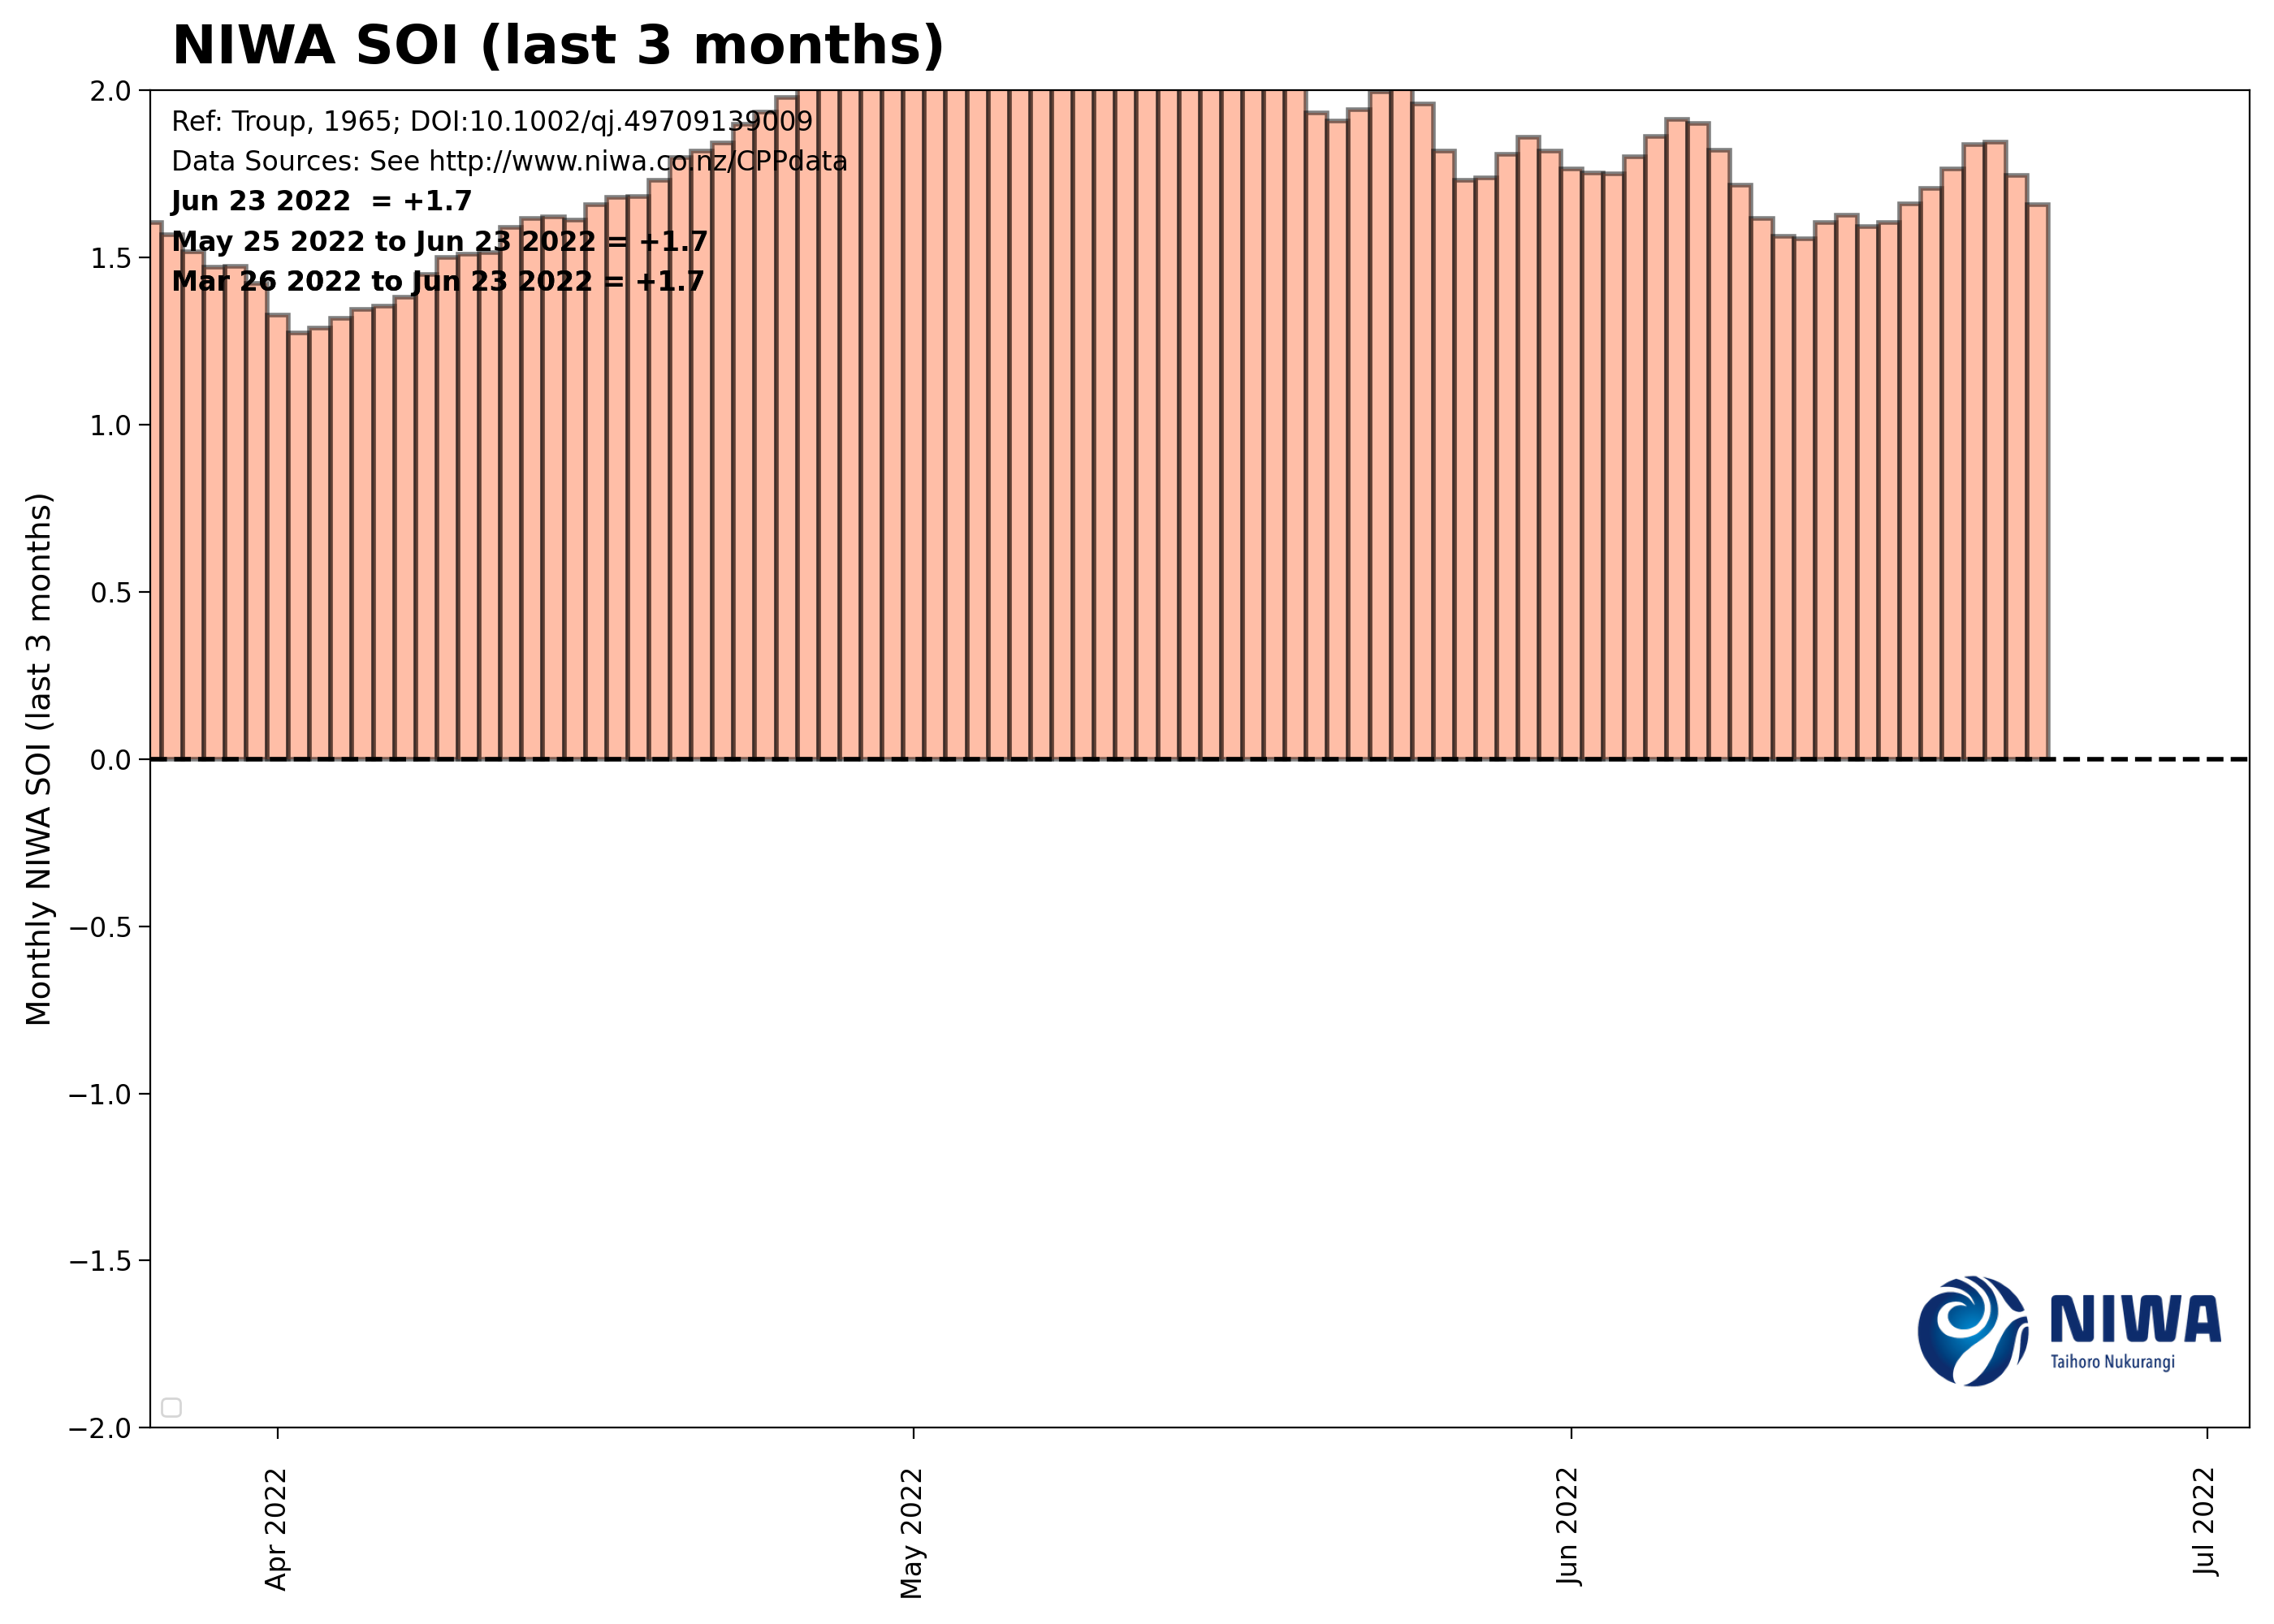 NIWA SOI (last 3 months)
Ref: Troup, 1965; DOI:10.1002/qj.49709139009
Data Sources: See http://www.niwa.co.nz/CPPdata
Jun 23 2022  = +1.7
May 25 2022 to Jun 23 2022 = +1.7
Mar 26 2022 to Jun 23 2022 = +1.7
Monthly NIWA SOI (last 3 months)
2.0
1.5
1.0
0.5
0.0
−0.5
−1.0
−1.5
−2.0
NIWA
Taihoro Nukurangi
Apr 2022
May 2022
Jun 2022
Jul 2022